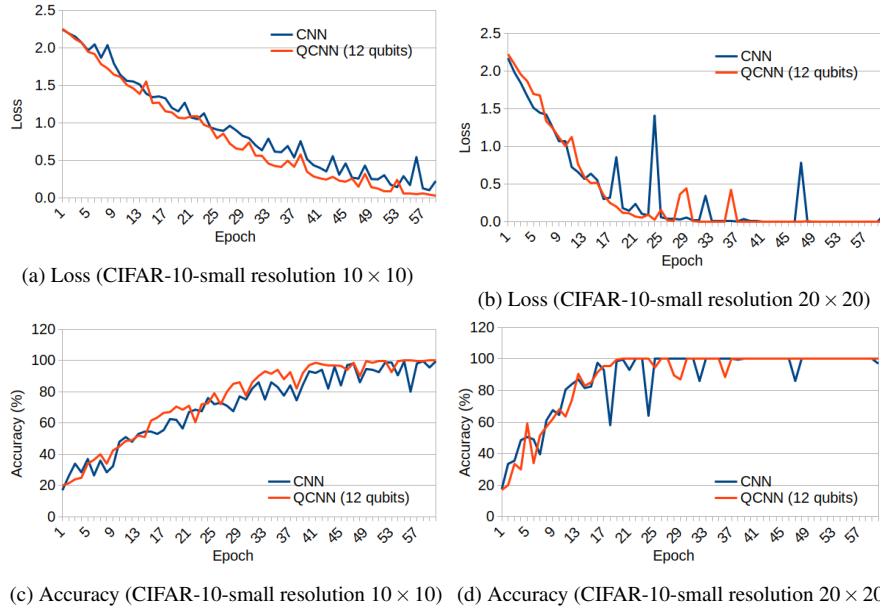 2.5
2.0
1.5
1.0
0.5
0.0
Loss
CNN
QCNN (12 qubits)
1 5 9 13 17 21 25 29 33 37 41 45 49 53 57
Epoch
(a) Loss (CIFAR-10-small resolution 10 × 10)
2.5
2.0
1.5
1.0
0.5
0.0
Loss
CNN
QCNN (12 qubits)
1 5 9 13 17 21 25 29 33 37 41 45 49 53 57
Epoch
(b) Loss (CIFAR-10-small resolution 20 × 20)
120
100
80
60
40
20
0
Accuracy (%)
CNN
QCNN (12 qubits)
1 5 9 13 17 21 25 29 33 37 41 45 49 53 57
Epoch
(c) Accuracy (CIFAR-10-small resolution 10 × 10)
120
100
80
60
40
20
0
Accuracy (%)
CNN
QCNN (12 qubits)
1 5 9 13 17 21 25 29 33 37 41 45 49 53 57
Epoch
(d) Accuracy (CIFAR-10-small resolution 20 × 20